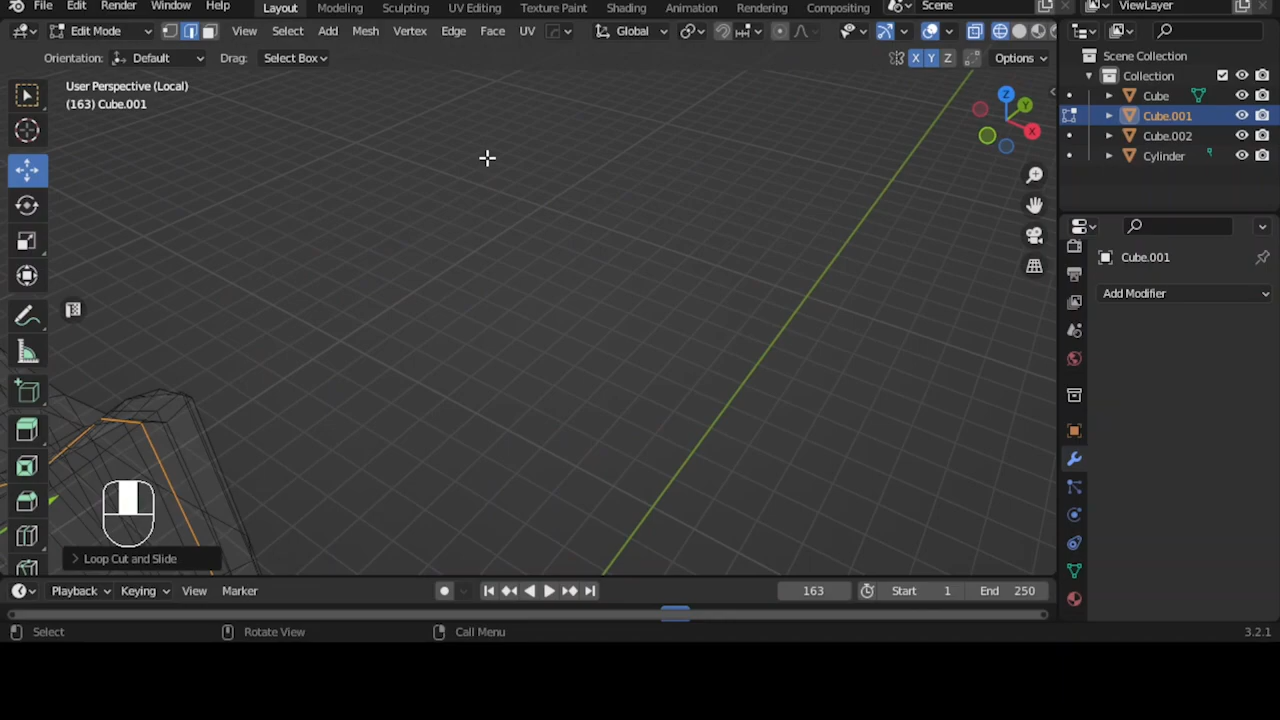 File Edit Render Window Help Layout Modeling Sculpting UV Editing Texture Paint Shading Animation Rendering Compositing Scene ViewLayer
Edit Mode View Select Add Mesh Vertex Edge Face UV Global
Orientation: Default Drag: Select Box X Y Z Options
Scene Collection
Collection
Cube
Cube.001
Cube.002
Cylinder
User Perspective (Local)
(163) Cube.001
Z
Y
X
Cube.001
Add Modifier
Loop Cut and Slide
Playback Keying View Marker 163 Start 1 End 250
Select Rotate View Call Menu 3.2.1